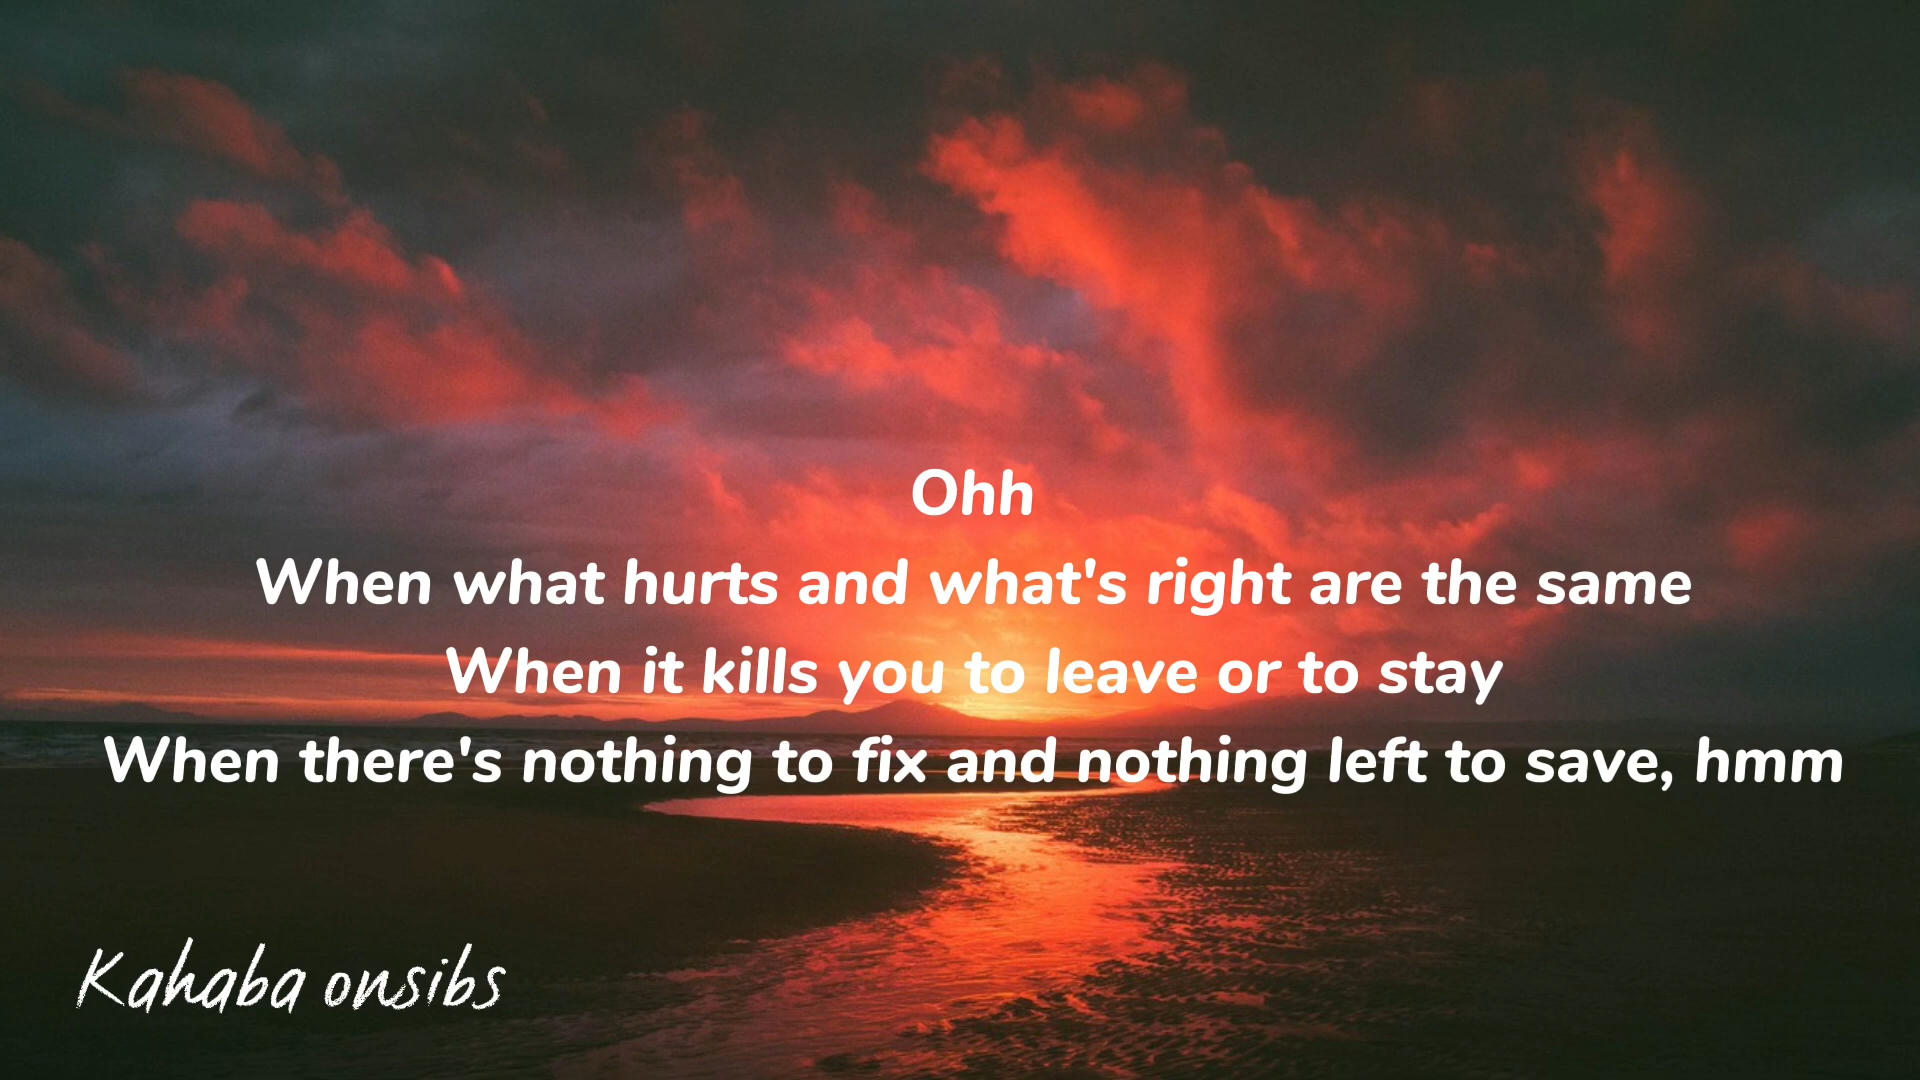 Ohh
When what hurts and what's right are the same
When it kills you to leave or to stay
When there's nothing to fix and nothing left to save, hmm
Kahaba onsibs